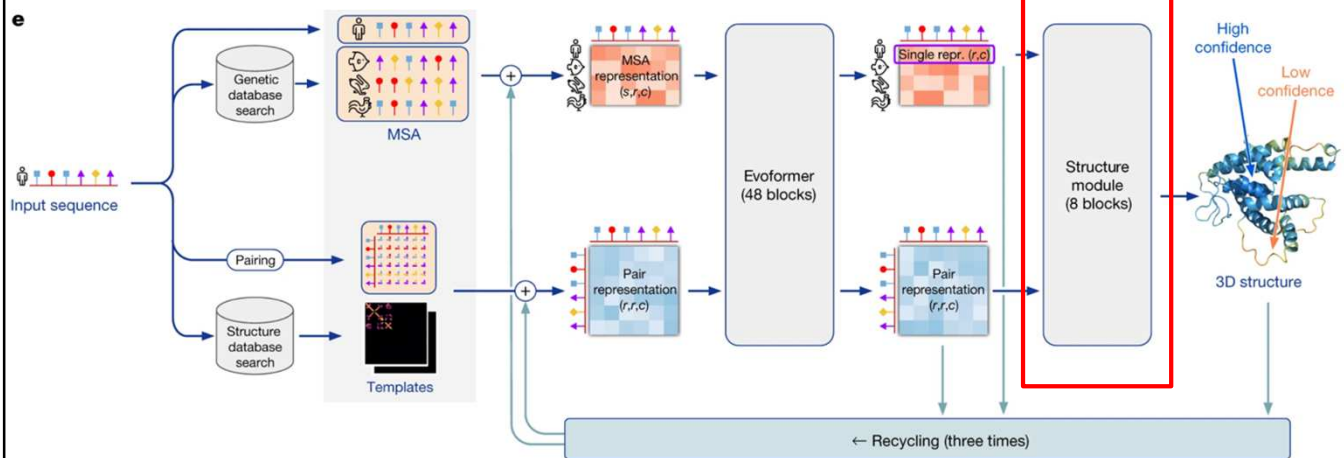 e
Input sequence
Genetic
database
search
Pairing
Structure
database
search
MSA
Templates
+
+
MSA
representation
(s,r,c)
Pair
representation
(r,r,c)
Evoformer
(48 blocks)
Single repr. (r,c)
Pair
representation
(r,r,c)
Structure
module
(8 blocks)
High
confidence
Low
confidence
3D structure
← Recycling (three times)